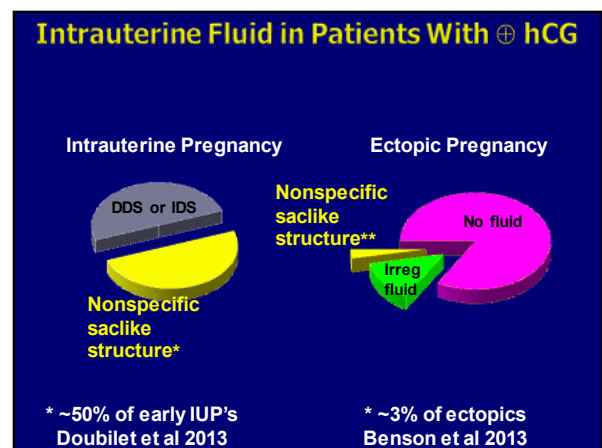 Intrauterine Fluid in Patients With ⊕ hCG
Intrauterine Pregnancy
DDS or IDS
Nonspecific
saclike
structure*
* ~50% of early IUP's
Doubilet et al 2013
Ectopic Pregnancy
Nonspecific
saclike
structure**
No fluid
Irreg
fluid
* ~3% of ectopics
Benson et al 2013